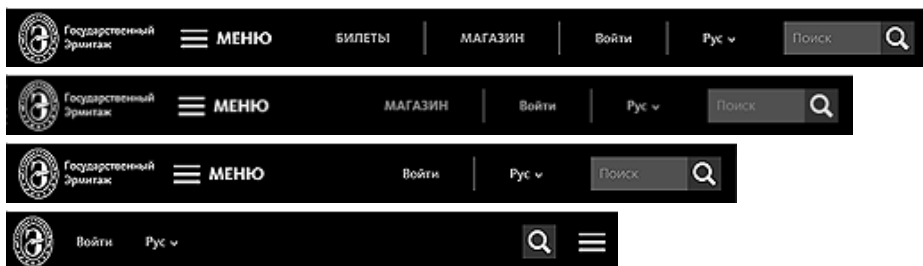 Государственный
Эрмитаж
МЕНЮ БИЛЕТЫ МАГАЗИН Войти Рус Поиск
Государственный
Эрмитаж
МЕНЮ МАГАЗИН Войти Рус Поиск
Государственный
Эрмитаж
МЕНЮ Войти Рус Поиск
Войти Рус